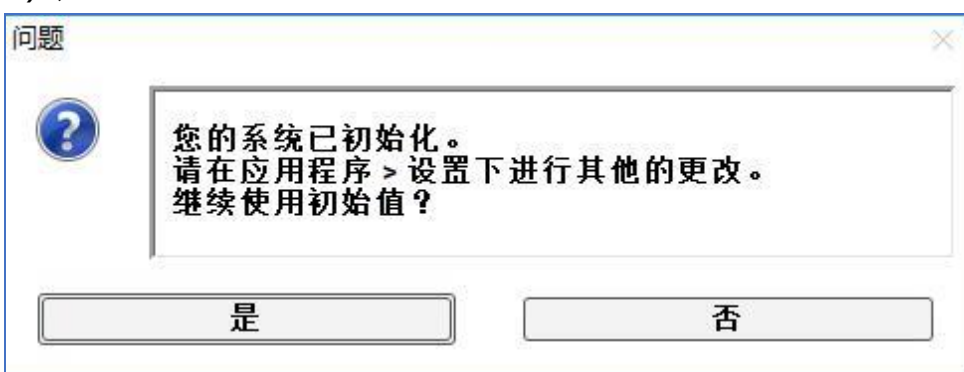 问题
您的系统已初始化。
请在应用程序 > 设置下进行其他的更改。
继续使用初始值？
是
否